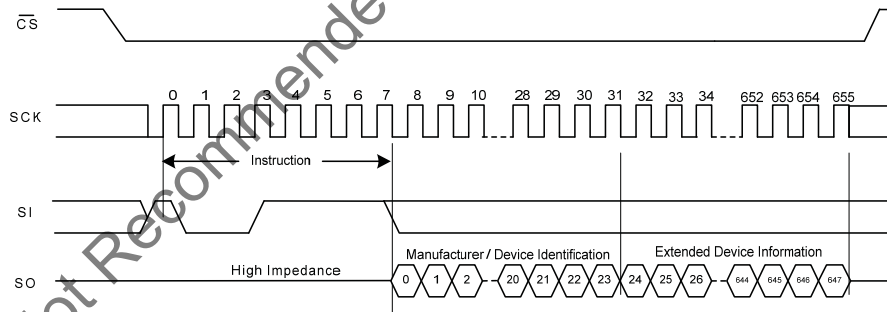 CS
SCK
0 1 2 3 4 5 6 7 8 9 10 28 29 30 31 32 33 34 652 653 654 655
Instruction
SI
Manufacturer / Device Identification
Extended Device Information
High Impedance
SO
0 1 2 20 21 22 23 24 25 26 644 645 646 647
ot Recommende